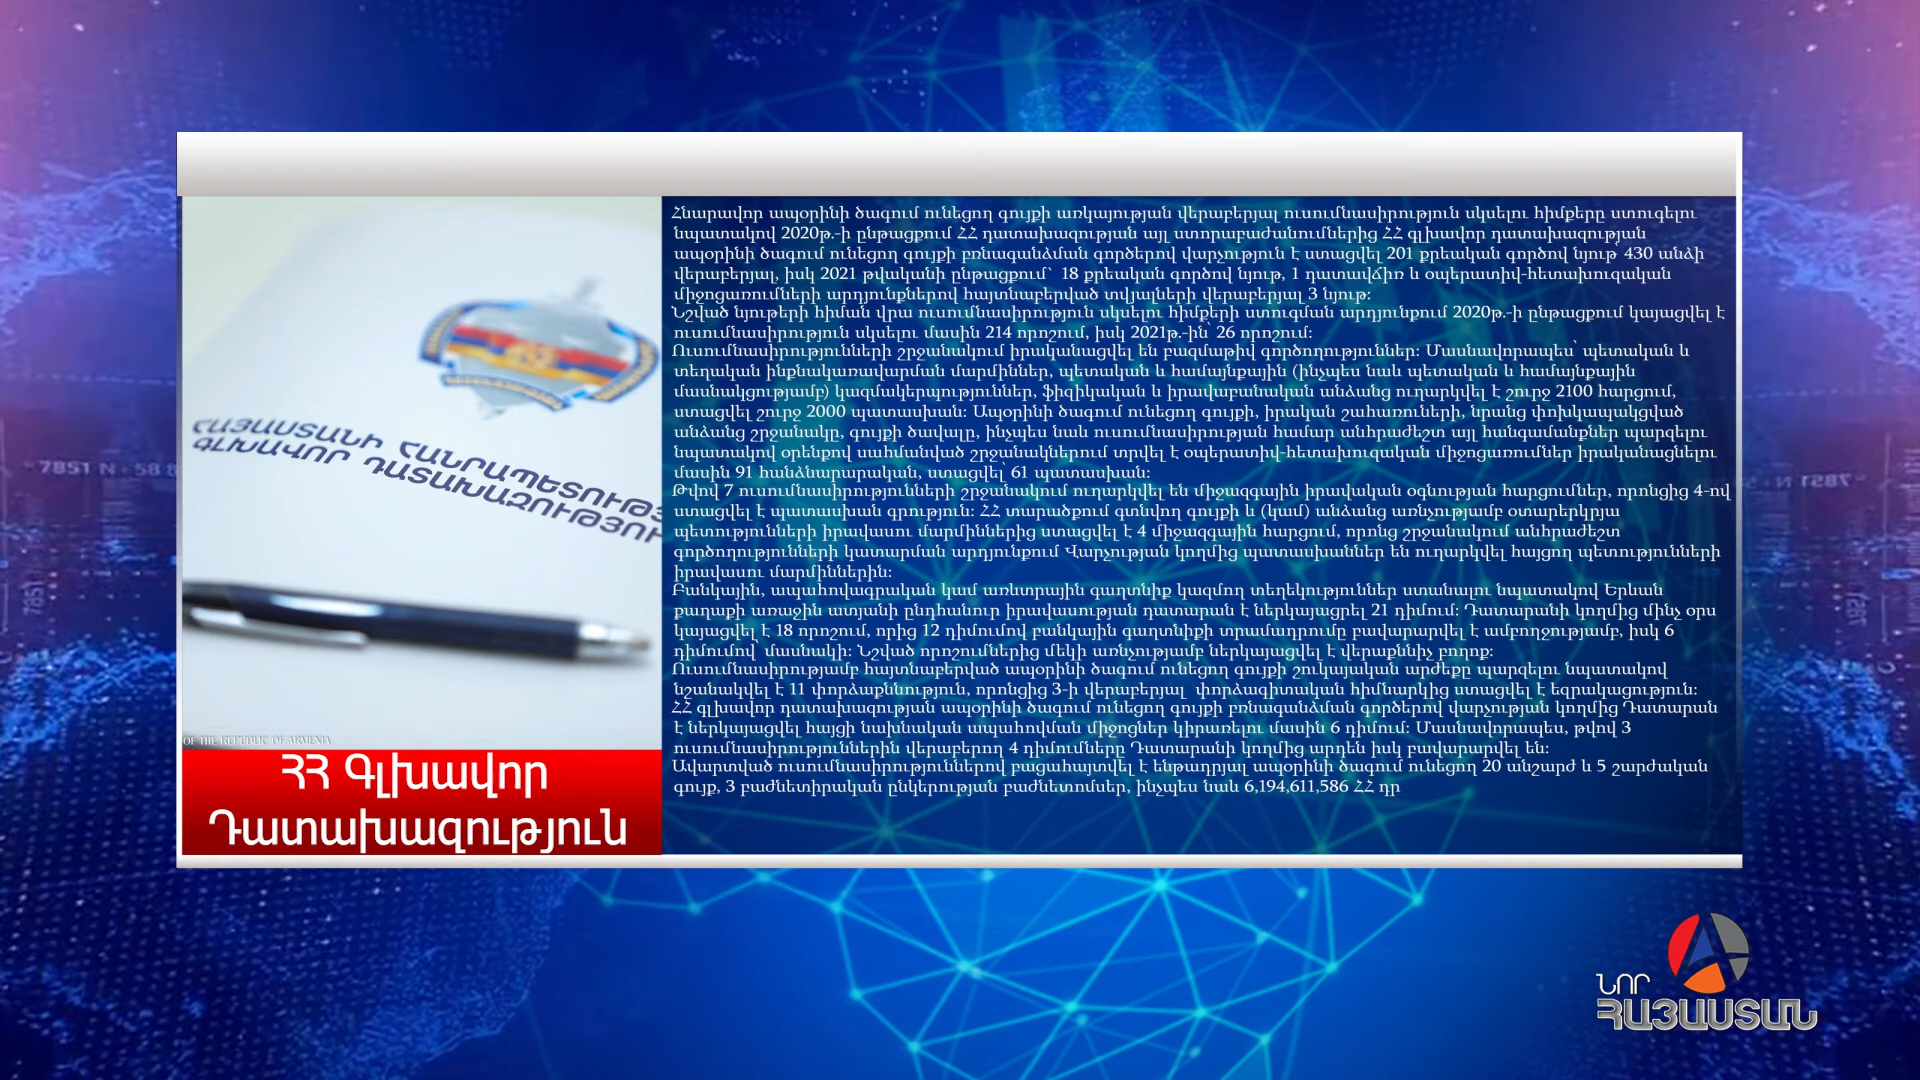 Հնարավոր ապօրինի ծագում ունեցող գույքի առկայության վերաբերյալ ուսումնասիրություն սկսելու հիմքերը ստուգելու
նպատակով 2020թ.-ի ընթացքում ՀՀ դատախազության այլ ստորաբաժանումներից ՀՀ գլխավոր դատախազության
ապօրինի ծագում ունեցող գույքի բռնագանձման գործերով վարչություն է ստացվել 201 քրեական գործով նյութ՝ 430 անձի
վերաբերյալ, իսկ 2021 թվականի ընթացքում` 18 քրեական գործով նյութ, 1 դատավճիռ և օպերատիվ-հետախուզական
միջոցառումների արդյունքներով հայտնաբերված տվյալների վերաբերյալ 3 նյութ:
Նշված նյութերի հիման վրա ուսումնասիրություն սկսելու հիմքերի ստուգման արդյունքում 2020թ.-ի ընթացքում կայացվել է
ուսումնասիրություն սկսելու մասին 214 որոշում, իսկ 2021թ.-ին՝ 26 որոշում:
Ուսումնասիրությունների շրջանակում իրականացվել են բազմաթիվ գործողություններ: Մասնավորապես՝ պետական և
տեղական ինքնակառավարման մարմիններ, պետական և համայնքային (ինչպես նաև պետական և համայնքային
մասնակցությամբ) կազմակերպություններ, ֆիզիկական և իրավաբանական անձանց ուղարկվել է շուրջ 2100 հարցում,
ստացվել շուրջ 2000 պատասխան: Ապօրինի ծագում ունեցող գույքի, իրական շահառուների, նրանց փոխկապակցված
անձանց շրջանակը, գույքի ծավալը, ինչպես նաև ուսումնասիրության համար անհրաժեշտ այլ հանգամանքներ պարզելու
նպատակով օրենքով սահմանված շրջանակներում տրվել է օպերատիվ-հետախուզական միջոցառումներ իրականացնելու
մասին 91 հանձնարարական, ստացվել՝ 61 պատասխան:
Թվով 7 ուսումնասիրությունների շրջանակում ուղարկվել են միջազգային իրավական օգնության հարցումներ, որոնցից 4-ով
ստացվել է պատասխան գրություն: ՀՀ տարածքում գտնվող գույքի և (կամ) անձանց առնչությամբ օտարերկրյա
պետությունների իրավասու մարմիններից ստացվել է 4 միջազգային հարցում, որոնց շրջանակում անհրաժեշտ
գործողությունների կատարման արդյունքում Վարչության կողմից պատասխաններ են ուղարկվել հայցող պետությունների
իրավասու մարմիններին:
Բանկային, ապահովագրական կամ առևտրային գաղտնիք կազմող տեղեկություններ ստանալու նպատակով Երևան
քաղաքի առաջին ատյանի ընդհանուր իրավասության դատարան է ներկայացրել 21 դիմում: Դատարանի կողմից մինչ օրս
կայացվել է 18 որոշում, որից 12 դիմումով բանկային գաղտնիքի տրամադրումը բավարարվել է ամբողջությամբ, իսկ 6
դիմումով՝ մասնակի: Նշված որոշումներից մեկի առնչությամբ ներկայացվել է վերաքննիչ բողոք:
Ուսումնասիրությամբ հայտնաբերված ապօրինի ծագում ունեցող գույքի շուկայական արժեքը պարզելու նպատակով
նշանակվել է 11 փորձաքննություն, որոնցից 3-ի վերաբերյալ փորձագիտական հիմնարկից ստացվել է եզրակացություն:
ՀՀ գլխավոր դատախազության ապօրինի ծագում ունեցող գույքի բռնագանձման գործերով վարչության կողմից Դատարան
է ներկայացվել հայցի նախնական ապահովման միջոցներ կիրառելու մասին 6 դիմում: Մասնավորապես, թվով 3
ուսումնասիրություններին վերաբերող 4 դիմումները Դատարանի կողմից արդեն իսկ բավարարվել են:
Ավարտված ուսումնասիրություններով բացահայտվել է ենթադրյալ ապօրինի ծագում ունեցող 20 անշարժ և 5 շարժական
գույք, 3 բաժնետիրական ընկերության բաժնետոմսեր, ինչպես նաև 6,194,611,586 ՀՀ դր
ՀԱՅԱՍՏԱՆԻ ՀԱՆՐԱՊԵՏՈՒԹՅ
ԳԼԽԱՎՈՐ ԴԱՏԱԽԱԶՈՒԹՅՈՒ
OF THE REPUBLIC OF ARMENIA
ՀՀ Գլխավոր
Դատախազություն
7851 N - 58 8
1287
7851
ՆՈՐ
ՀԱՅԱՍՏԱՆ